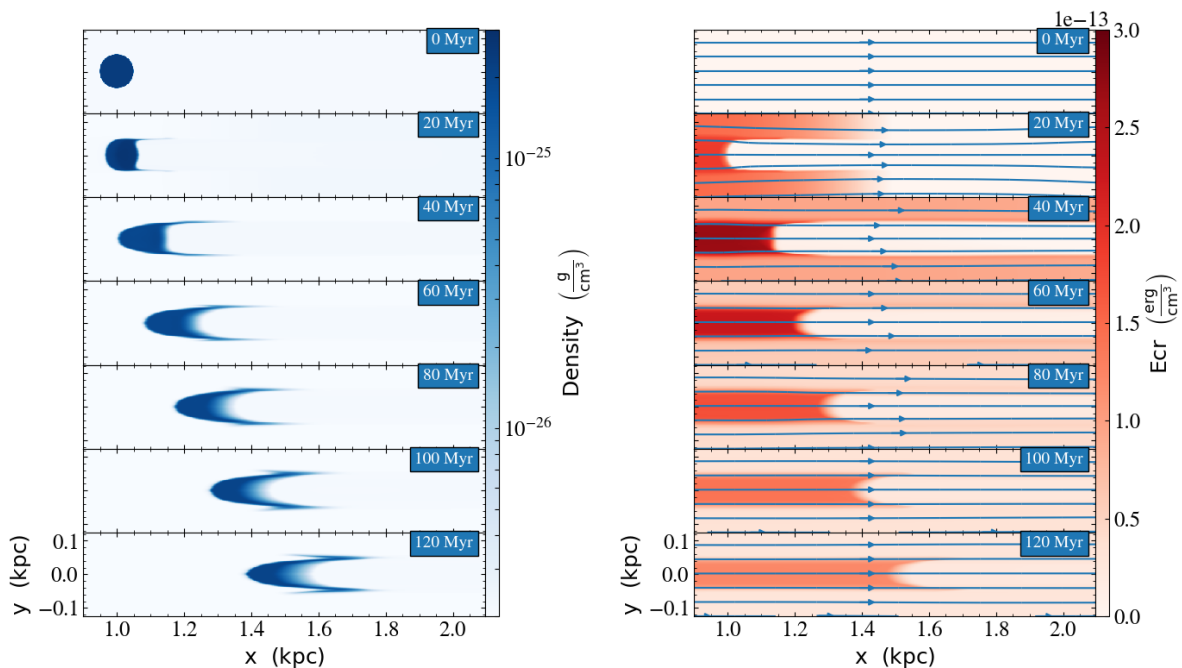 0 Myr
20 Myr
40 Myr
60 Myr
80 Myr
100 Myr
120 Myr
0.1
0.0
−0.1
y (kpc)
1.0 1.2 1.4 1.6 1.8 2.0
x (kpc)
10−25
10−26
Density (g/cm3)
0 Myr
20 Myr
40 Myr
60 Myr
80 Myr
100 Myr
120 Myr
0.1
0.0
−0.1
y (kpc)
1.0 1.2 1.4 1.6 1.8 2.0
x (kpc)
1e−13
3.0
2.5
2.0
1.5
1.0
0.5
0.0
Ecr (erg/cm3)